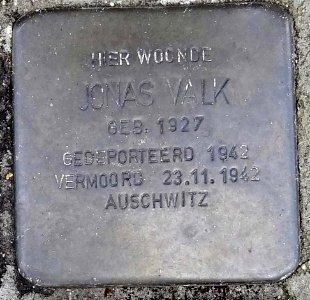 HIER WOONDE
JONAS VALK
GEB. 1927
GEDEPORTEERD 1942
VERMOORD 23.11.1942
AUSCHWITZ